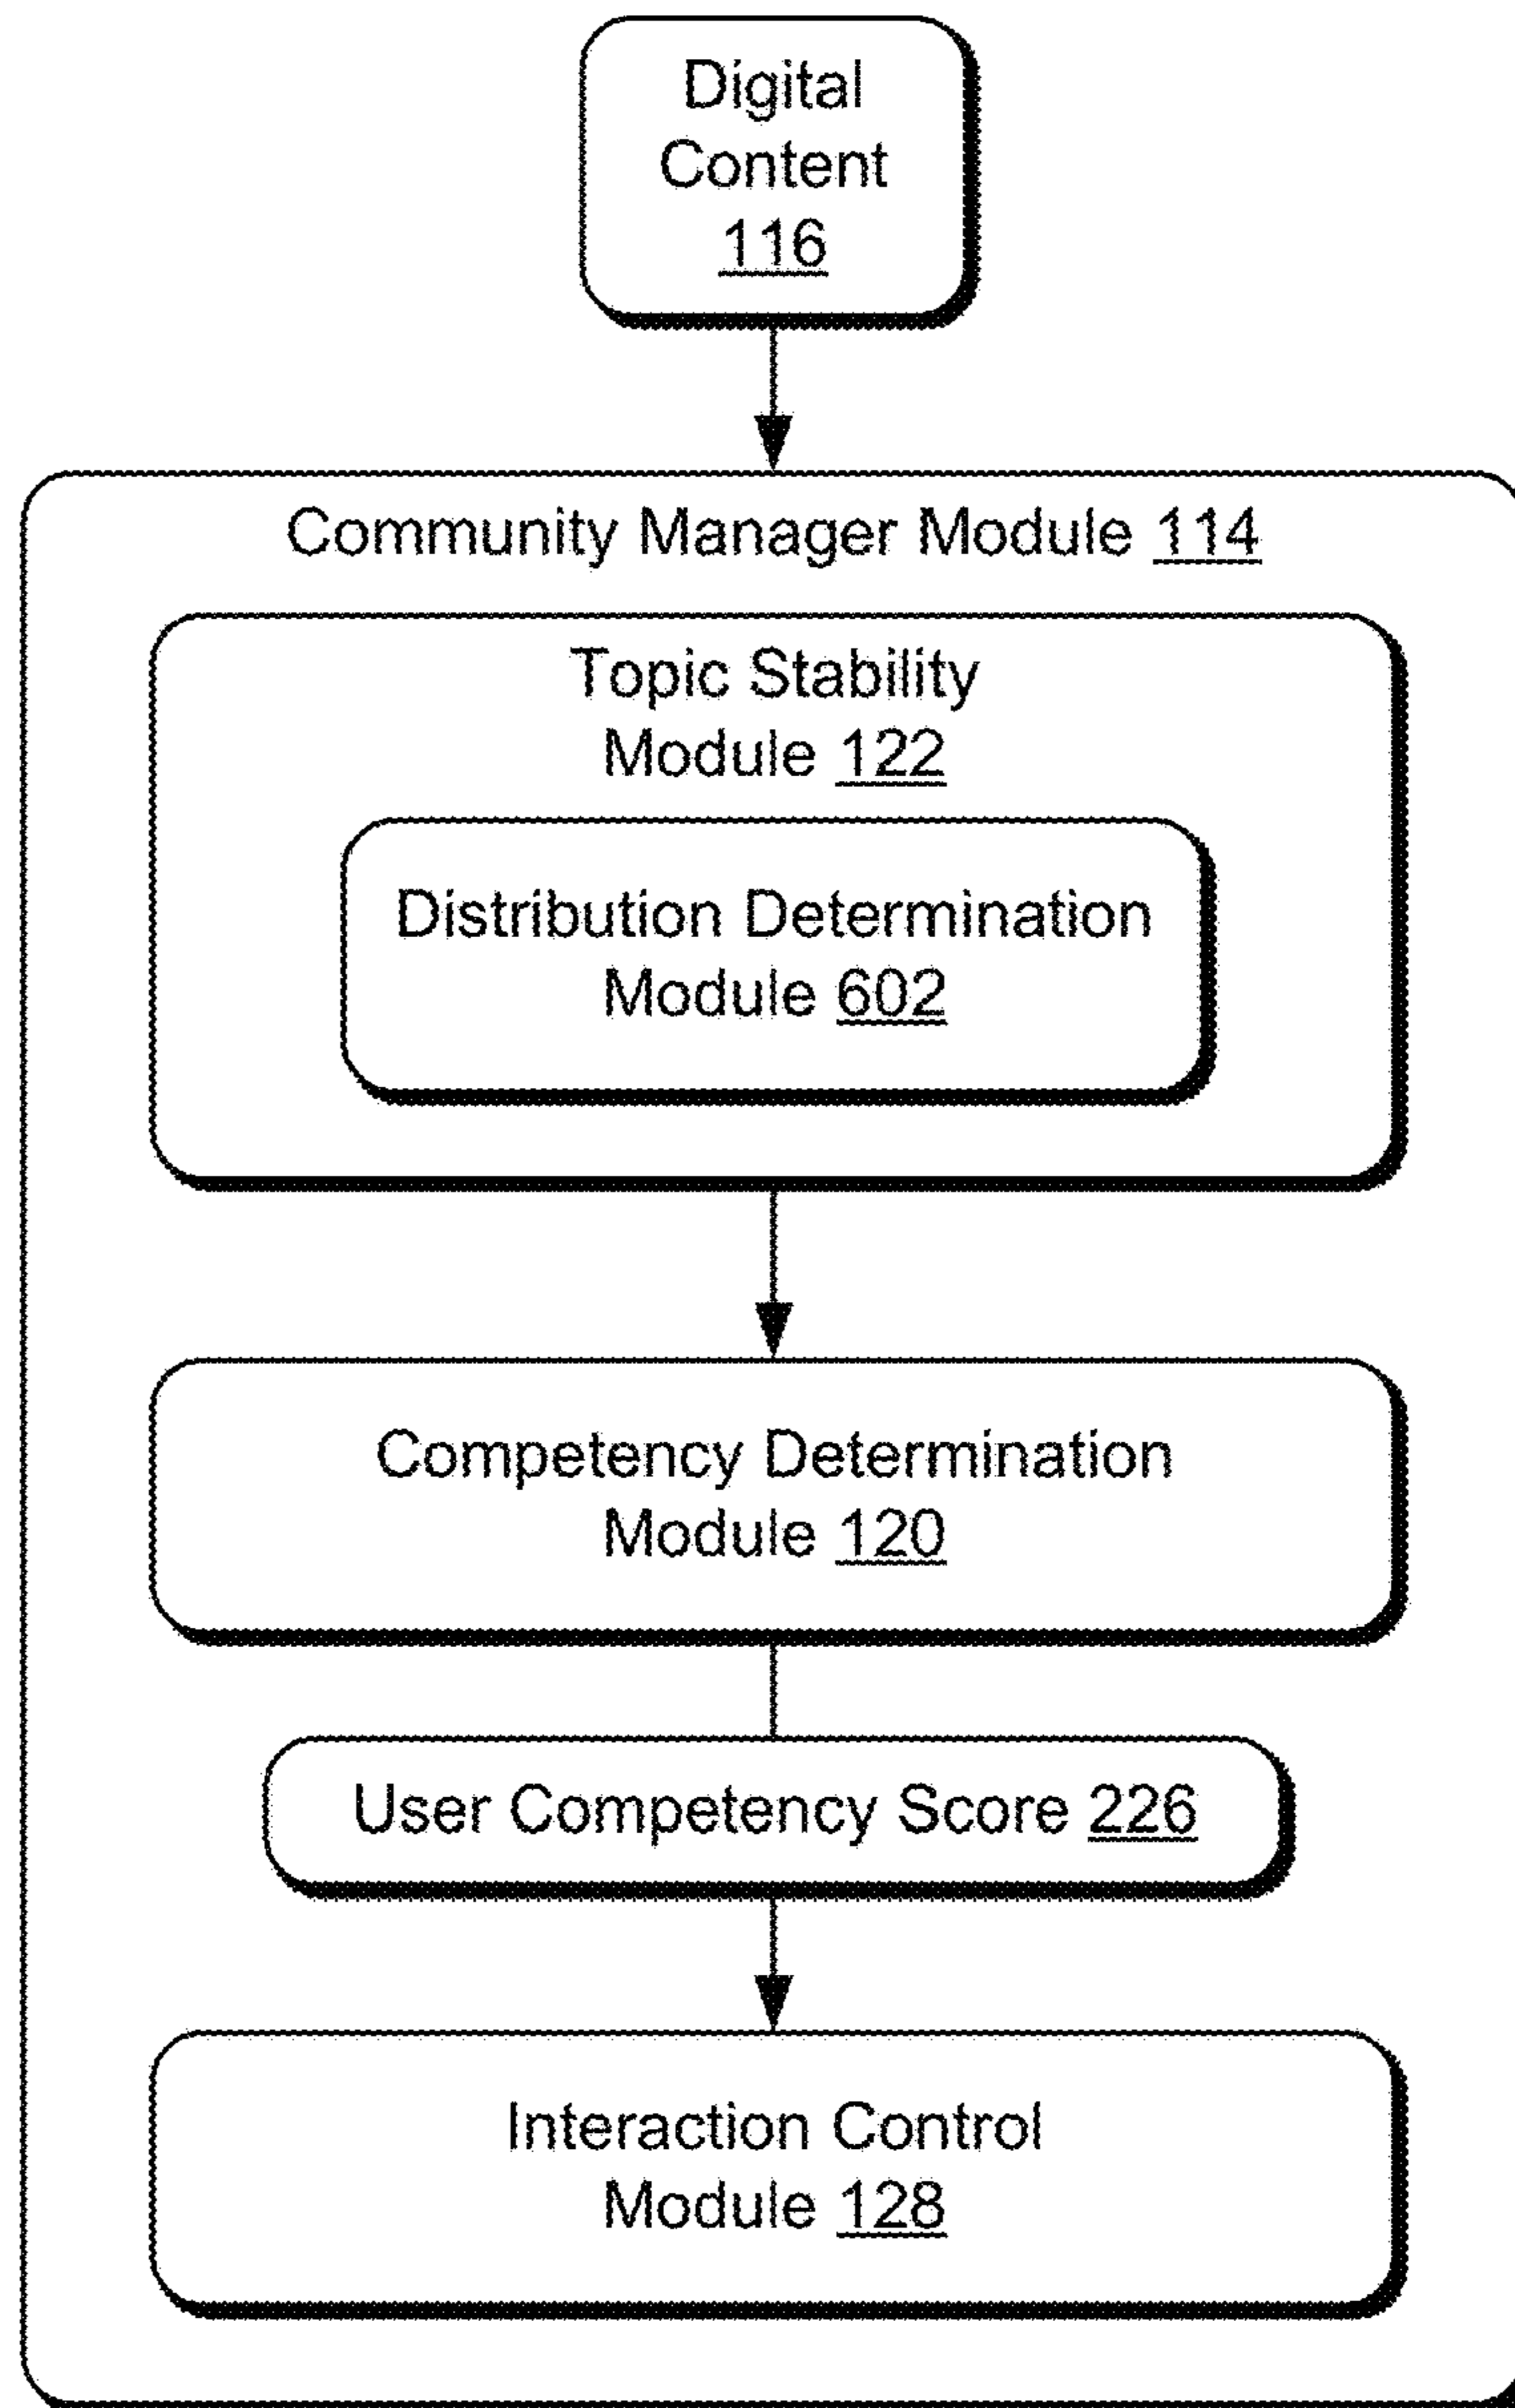 Digital
Content
116
Community Manager Module 114
Topic Stability
Module 122
Distribution Determination
Module 602
Competency Determination
Module 120
User Competency Score 226
Interaction Control
Module 128